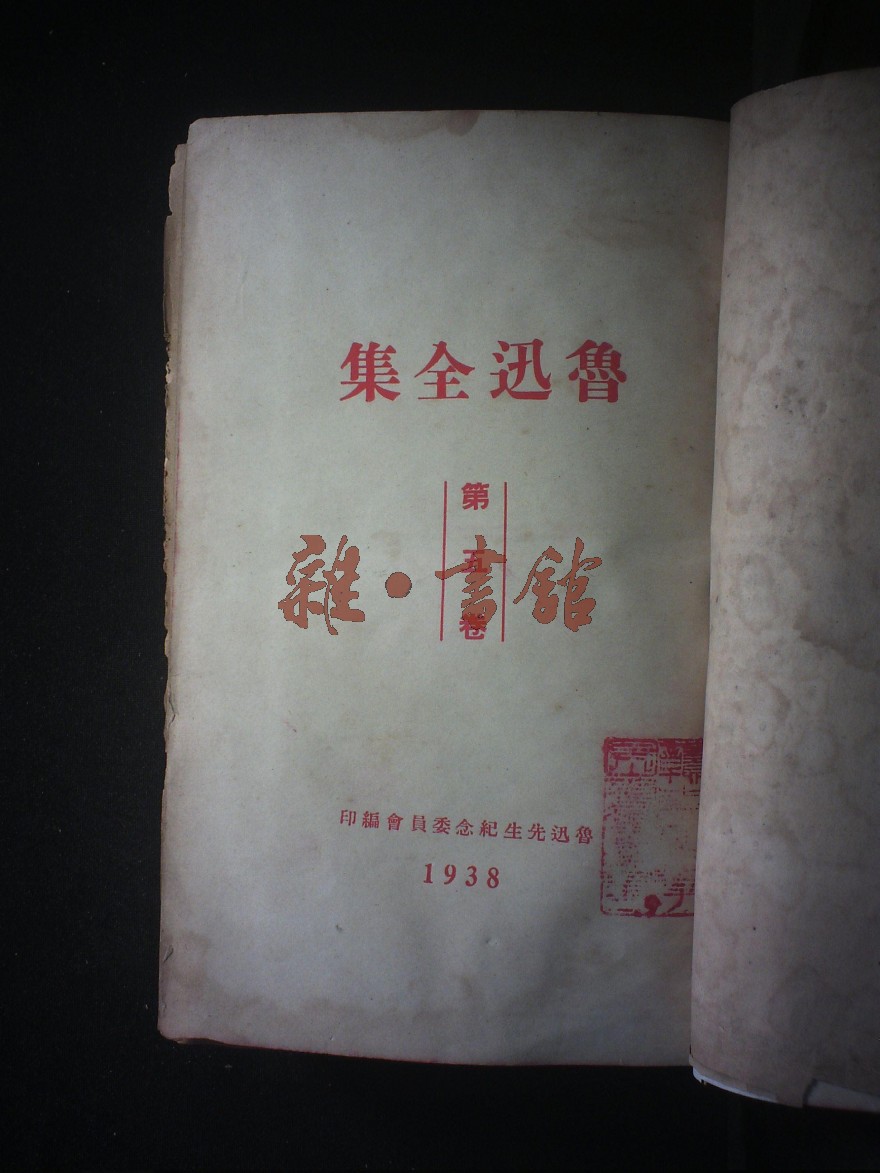 魯迅全集
第五卷
雜·書館
魯迅先生紀念委員會編印
1938